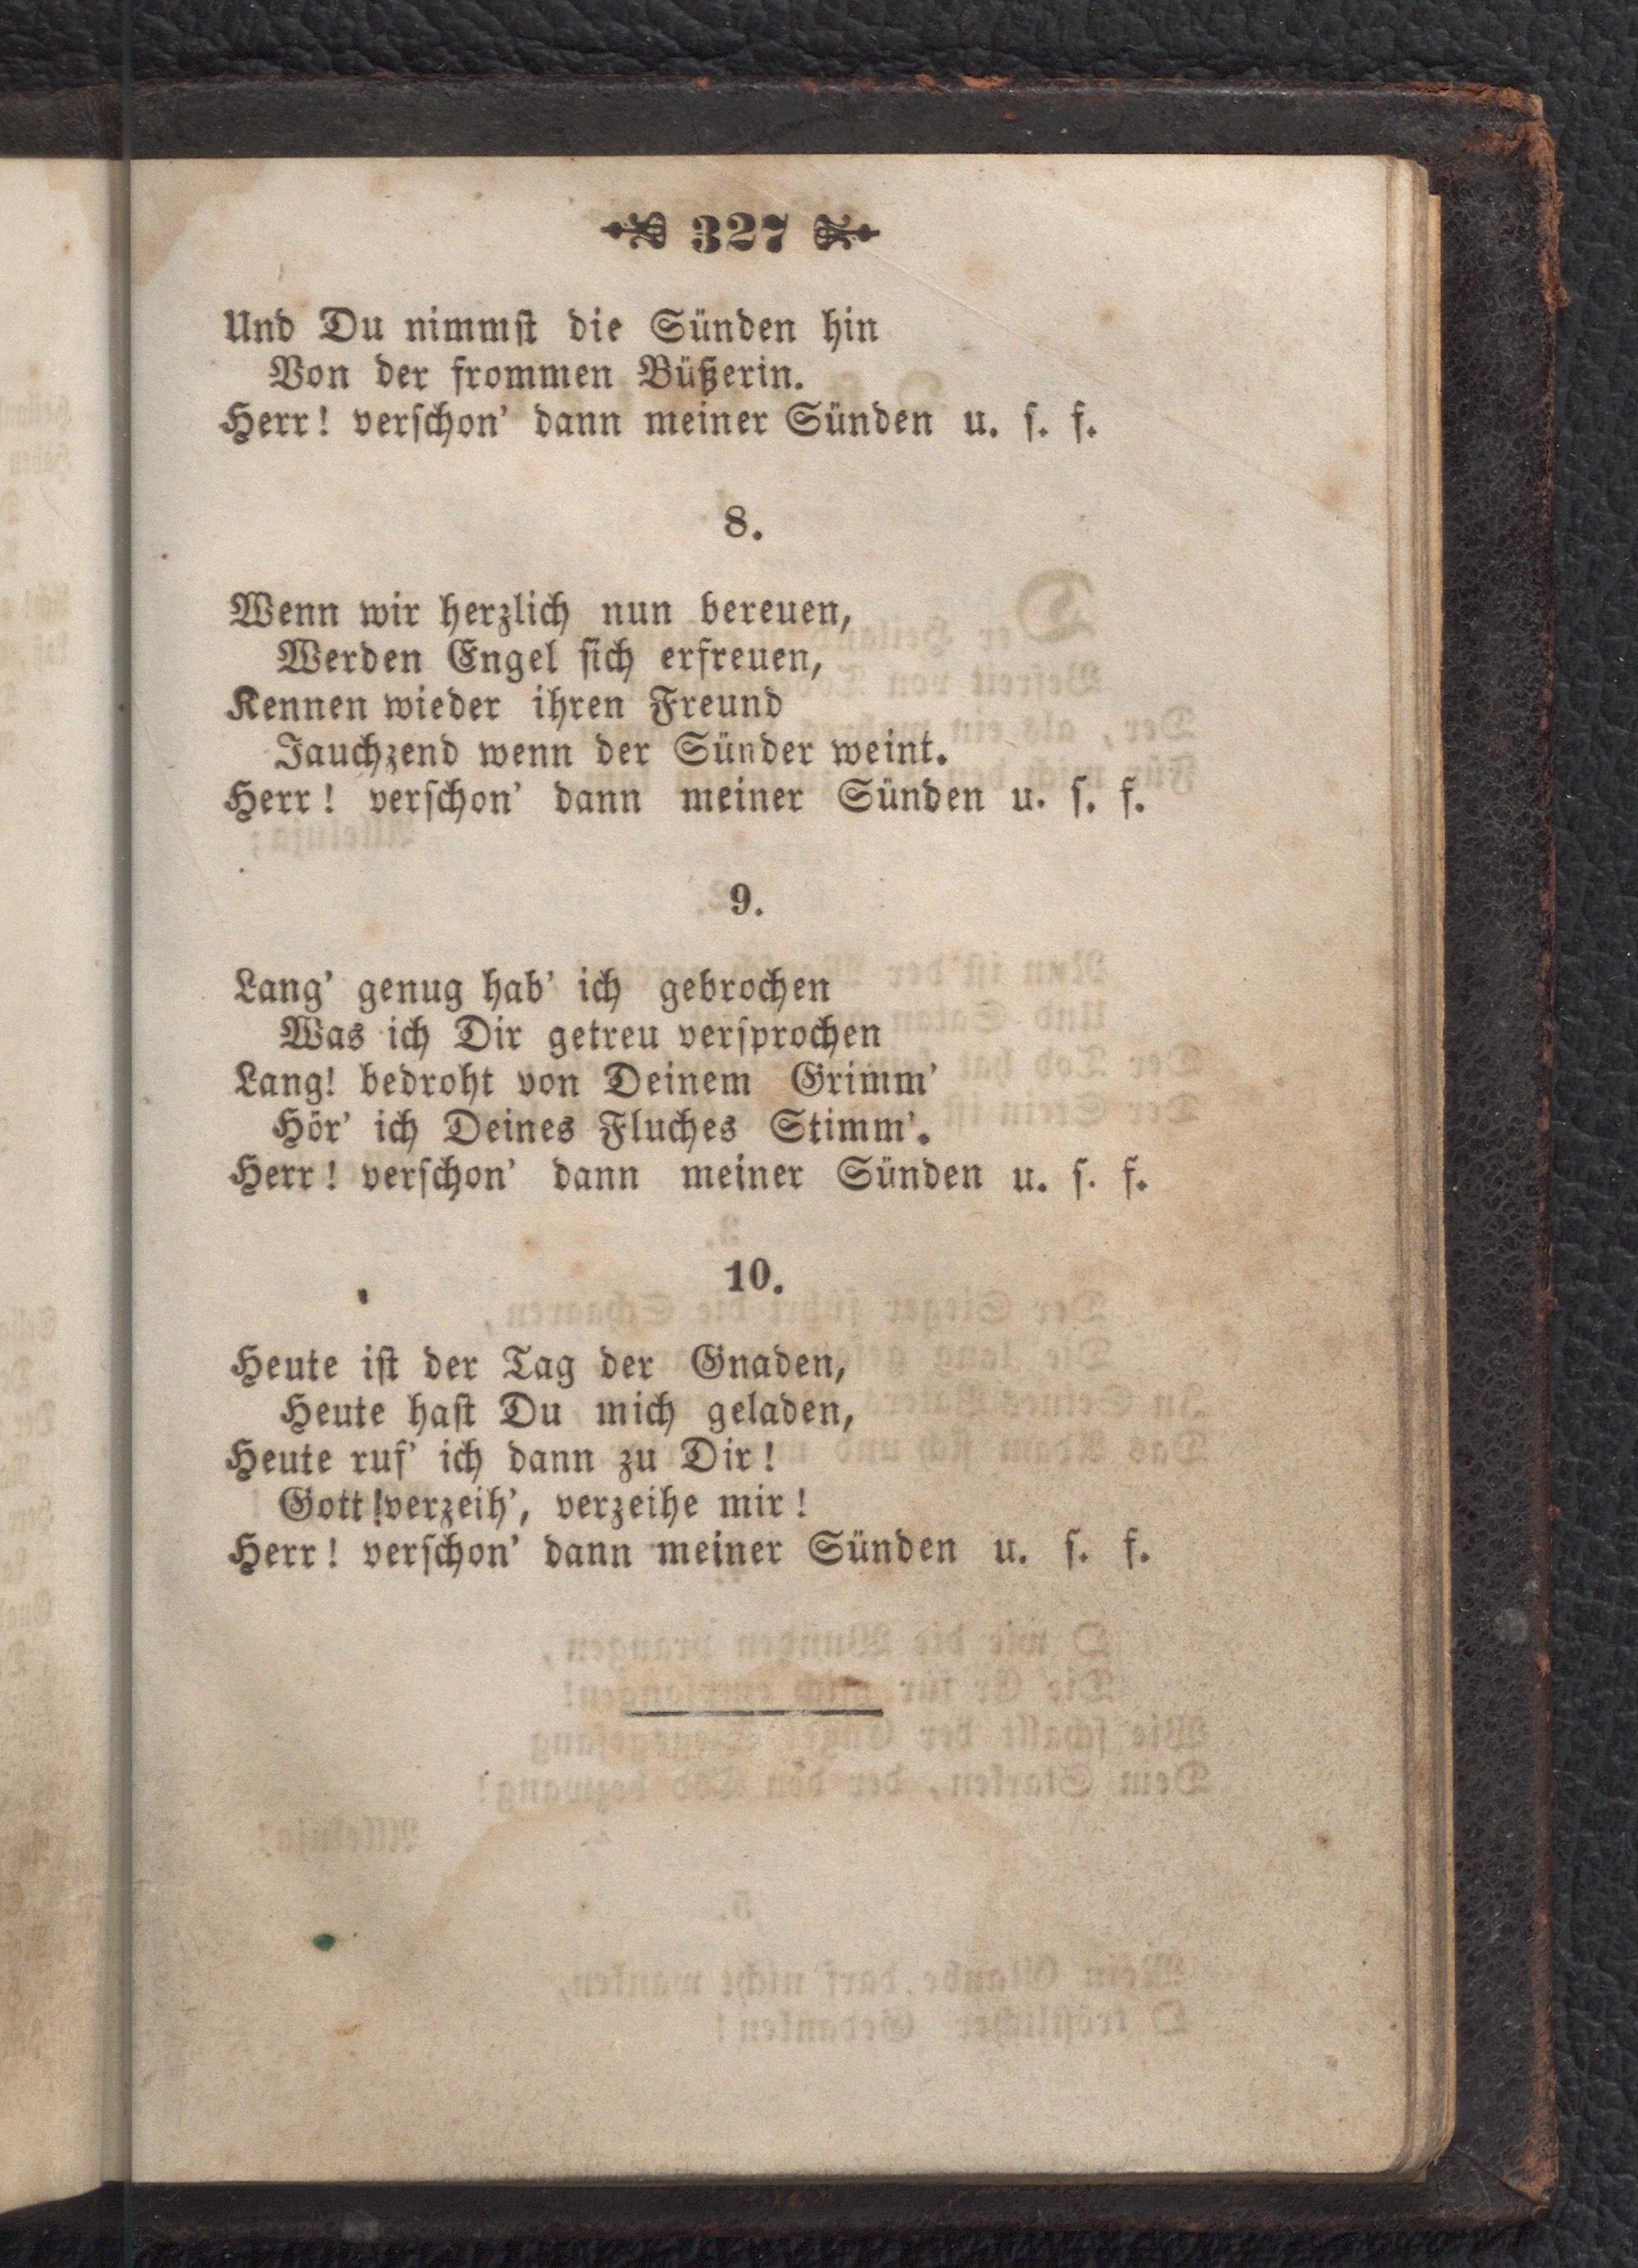 327
Und Du nimmſt die Sünden hin
Von der frommen Büßerin.
Herr! verſchon' dann meiner Sünden u. ſ. f.
8.
Wenn wir herzlich nun bereuen,
Werden Engel ſich erfreuen,
Kennen wieder ihren Freund
Jauchzend wenn der Sünder weint.
Herr! verſchon' dann meiner Sünden u. ſ. f.
9.
Lang' genug hab' ich gebrochen
Was ich Dir getreu verſprochen
Lang! bedroht von Deinem Grimm'
Hör' ich Deines Fluches Stimm'.
Herr! verſchon' dann meiner Sünden u. ſ. f.
10.
Heute iſt der Tag der Gnaden,
Heute haſt Du mich geladen,
Heute ruf' ich dann zu Dir!
Gott!verzeih', verzeihe mir!
Herr! verſchon' dann meiner Sünden u. ſ. f.